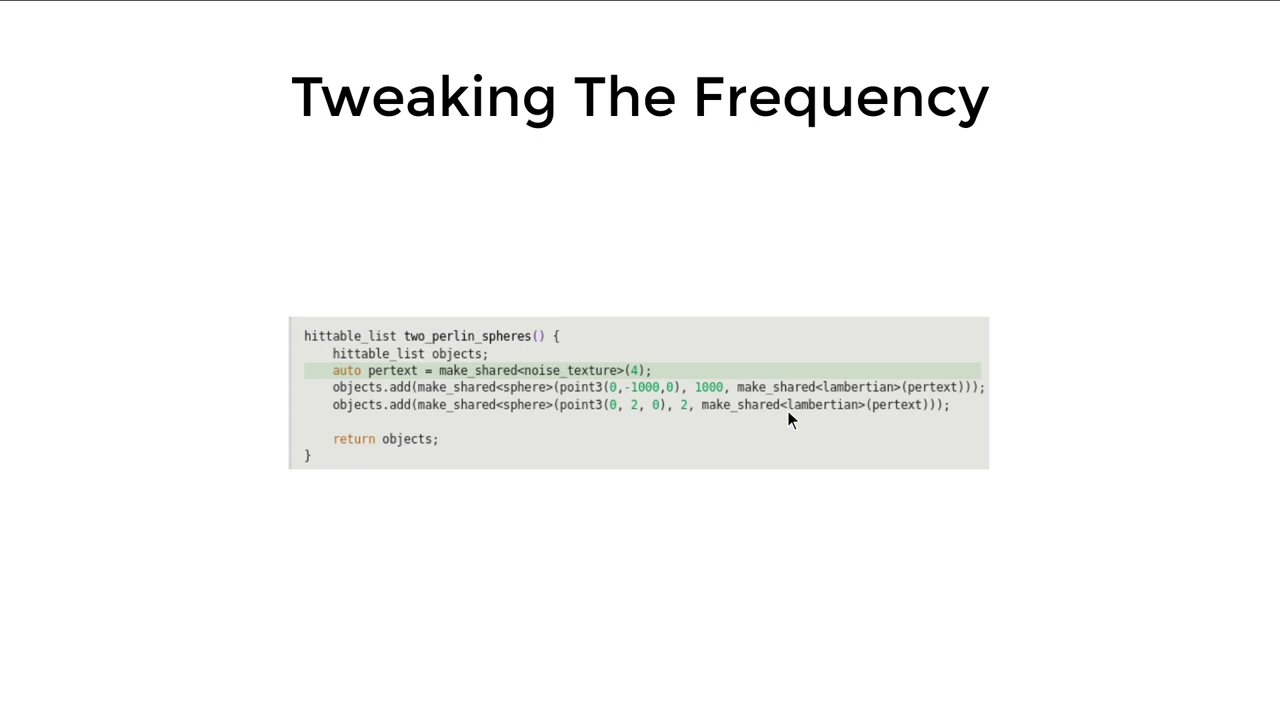 Tweaking The Frequency
hittable_list two_perlin_spheres() {
    hittable_list objects;
    auto pertext = make_shared<noise_texture>(4);
    objects.add(make_shared<sphere>(point3(0,-1000,0), 1000, make_shared<lambertian>(pertext)));
    objects.add(make_shared<sphere>(point3(0, 2, 0), 2, make_shared<lambertian>(pertext)));
    return objects;
}